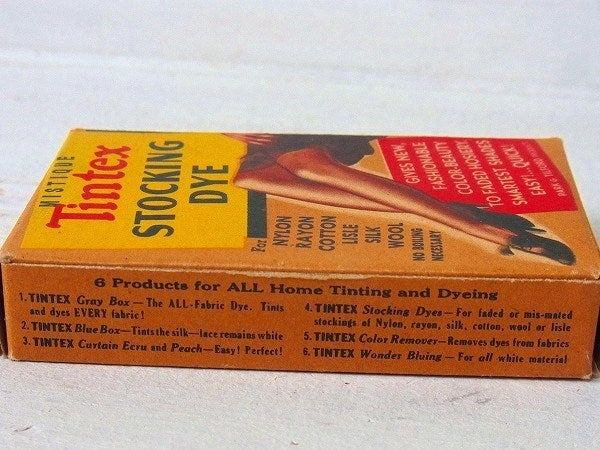 MISTIQUE
Tintex
STOCKING
DYE
For
NYLON
RAYON
COTTON
LISLE
SILK
WOOL
NO BOILING
NECESSARY
GIVES NEW,
FASHIONABLE
COLOR-BEAUTY
TO FADED HOSIERY
SMARTEST SHADES
EASY... QUICK!
PARK & TILFORD
6 Products for ALL Home Tinting and Dyeing
1. TINTEX Gray Box—The ALL-Fabric Dye. Tints
and dyes EVERY fabric!
2. TINTEX Blue Box—Tints the silk—lace remains white
3. TINTEX Curtain Ecru and Peach—Easy! Perfect!
4. TINTEX Stocking Dyes—For faded or mis-mated
stockings of Nylon, rayon, silk, cotton, wool or lisle
5. TINTEX Color Remover—Removes dyes from fabrics
6. TINTEX Wonder Bluing—For all white material